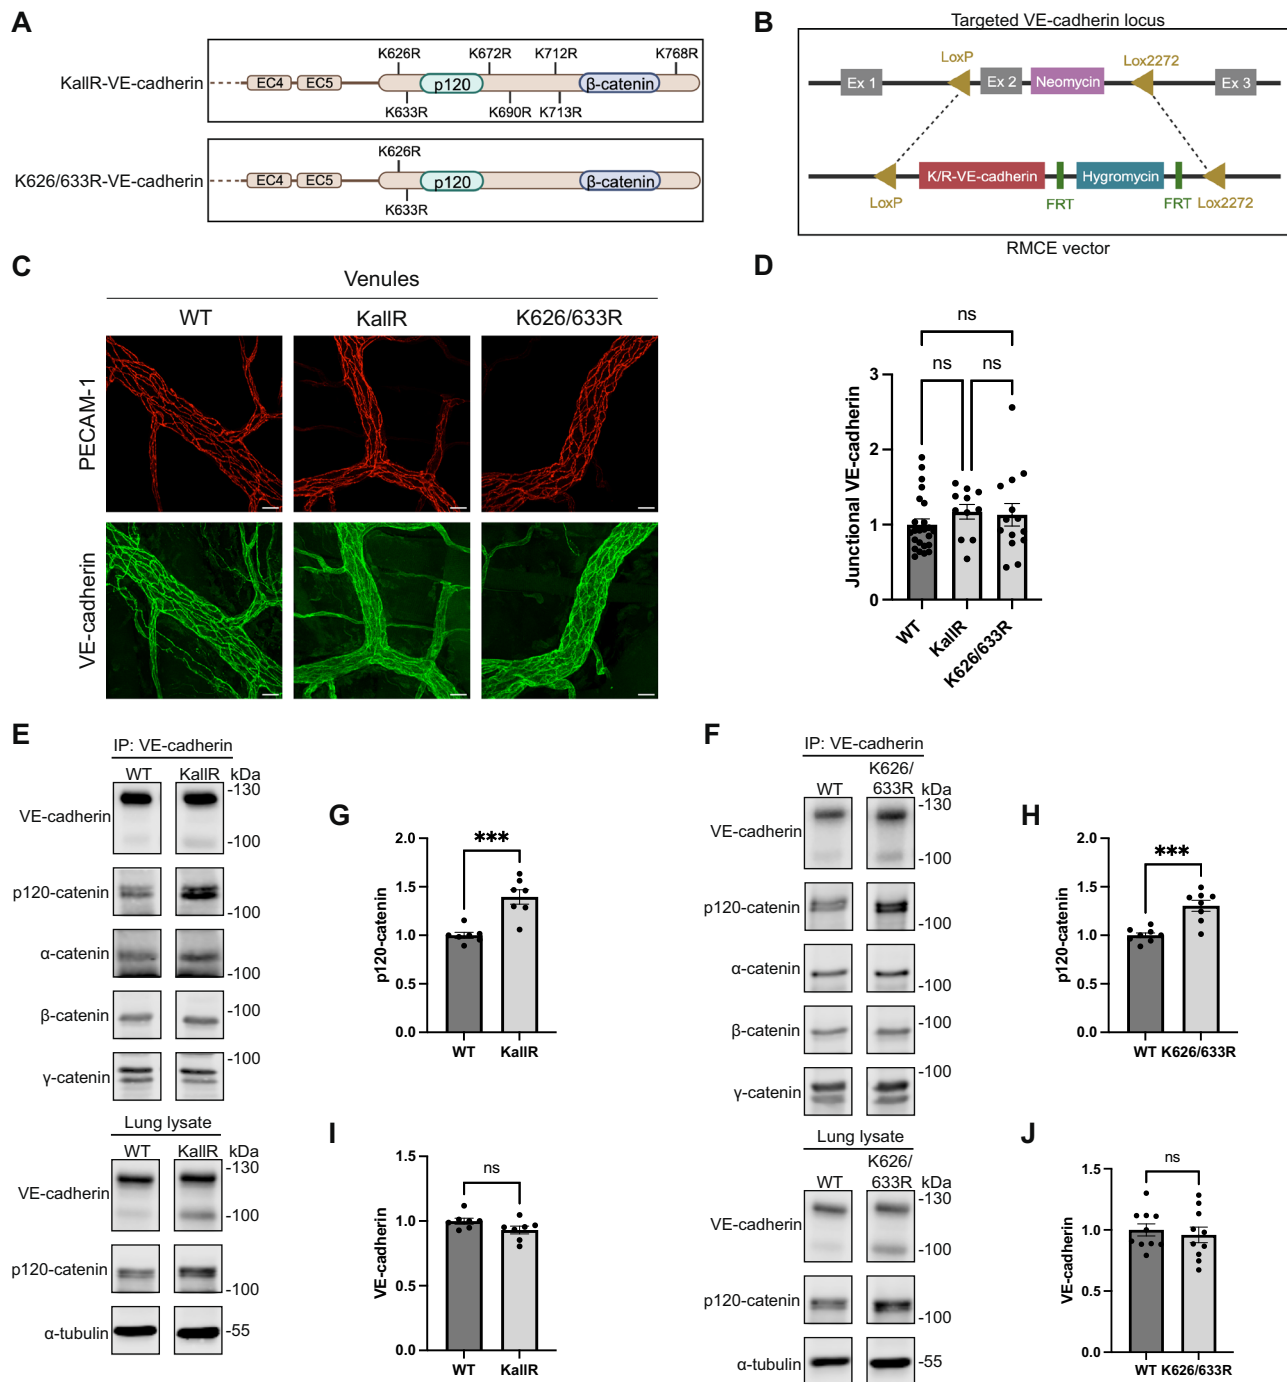 A
KallR-VE-cadherin
K626R
K672R
K712R
K768R
EC4
EC5
p120
β-catenin
K633R
K690R
K713R
K626/633R-VE-cadherin
K626R
EC4
EC5
p120
β-catenin
K633R
B
Targeted VE-cadherin locus
LoxP
Lox2272
Ex 1
Ex 2
Neomycin
Ex 3
K/R-VE-cadherin
Hygromycin
LoxP
FRT
FRT
Lox2272
RMCE vector
C
Venules
WT
KallR
K626/633R
PECAM-1
VE-cadherin
D
ns
ns
ns
Junctional VE-cadherin
3
2
1
0
WT
KallR
K626/633R
E
IP: VE-cadherin
WT
KallR
kDa
VE-cadherin
-130
-100
p120-catenin
-100
α-catenin
-100
β-catenin
-100
γ-catenin
-100
Lung lysate
WT
KallR
kDa
VE-cadherin
-130
-100
p120-catenin
-100
α-tubulin
-55
G
***
p120-catenin
2.0
1.5
1.0
0.5
0.0
WT
KallR
I
ns
VE-cadherin
1.5
1.0
0.5
0.0
WT
KallR
F
IP: VE-cadherin
WT
K626/
633R
kDa
VE-cadherin
-130
-100
p120-catenin
-100
α-catenin
-100
β-catenin
-100
γ-catenin
-100
Lung lysate
WT
K626/
633R
kDa
VE-cadherin
-130
-100
p120-catenin
-100
α-tubulin
-55
H
***
p120-catenin
2.0
1.5
1.0
0.5
0.0
WT
K626/633R
J
ns
VE-cadherin
1.5
1.0
0.5
0.0
WT
K626/633R